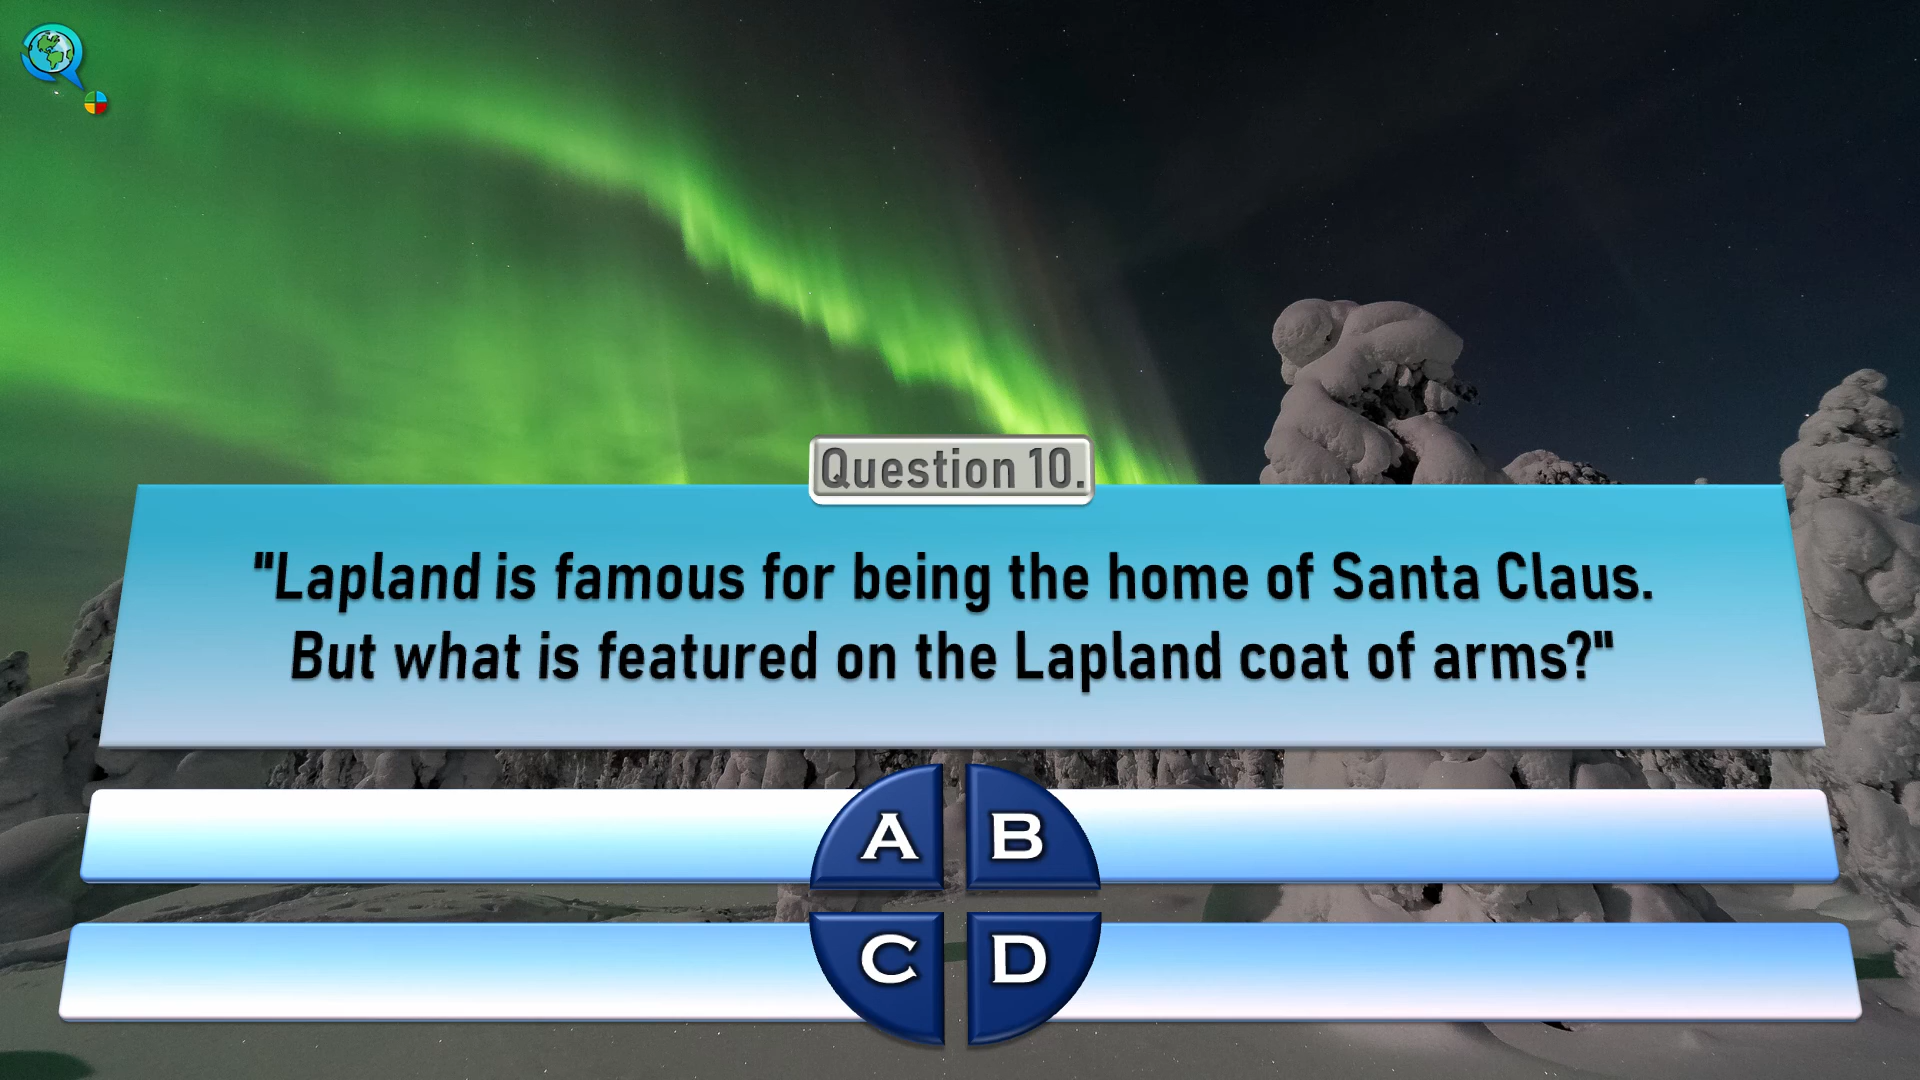 Question 10.
"Lapland is famous for being the home of Santa Claus.
But what is featured on the Lapland coat of arms?"
A B
C D